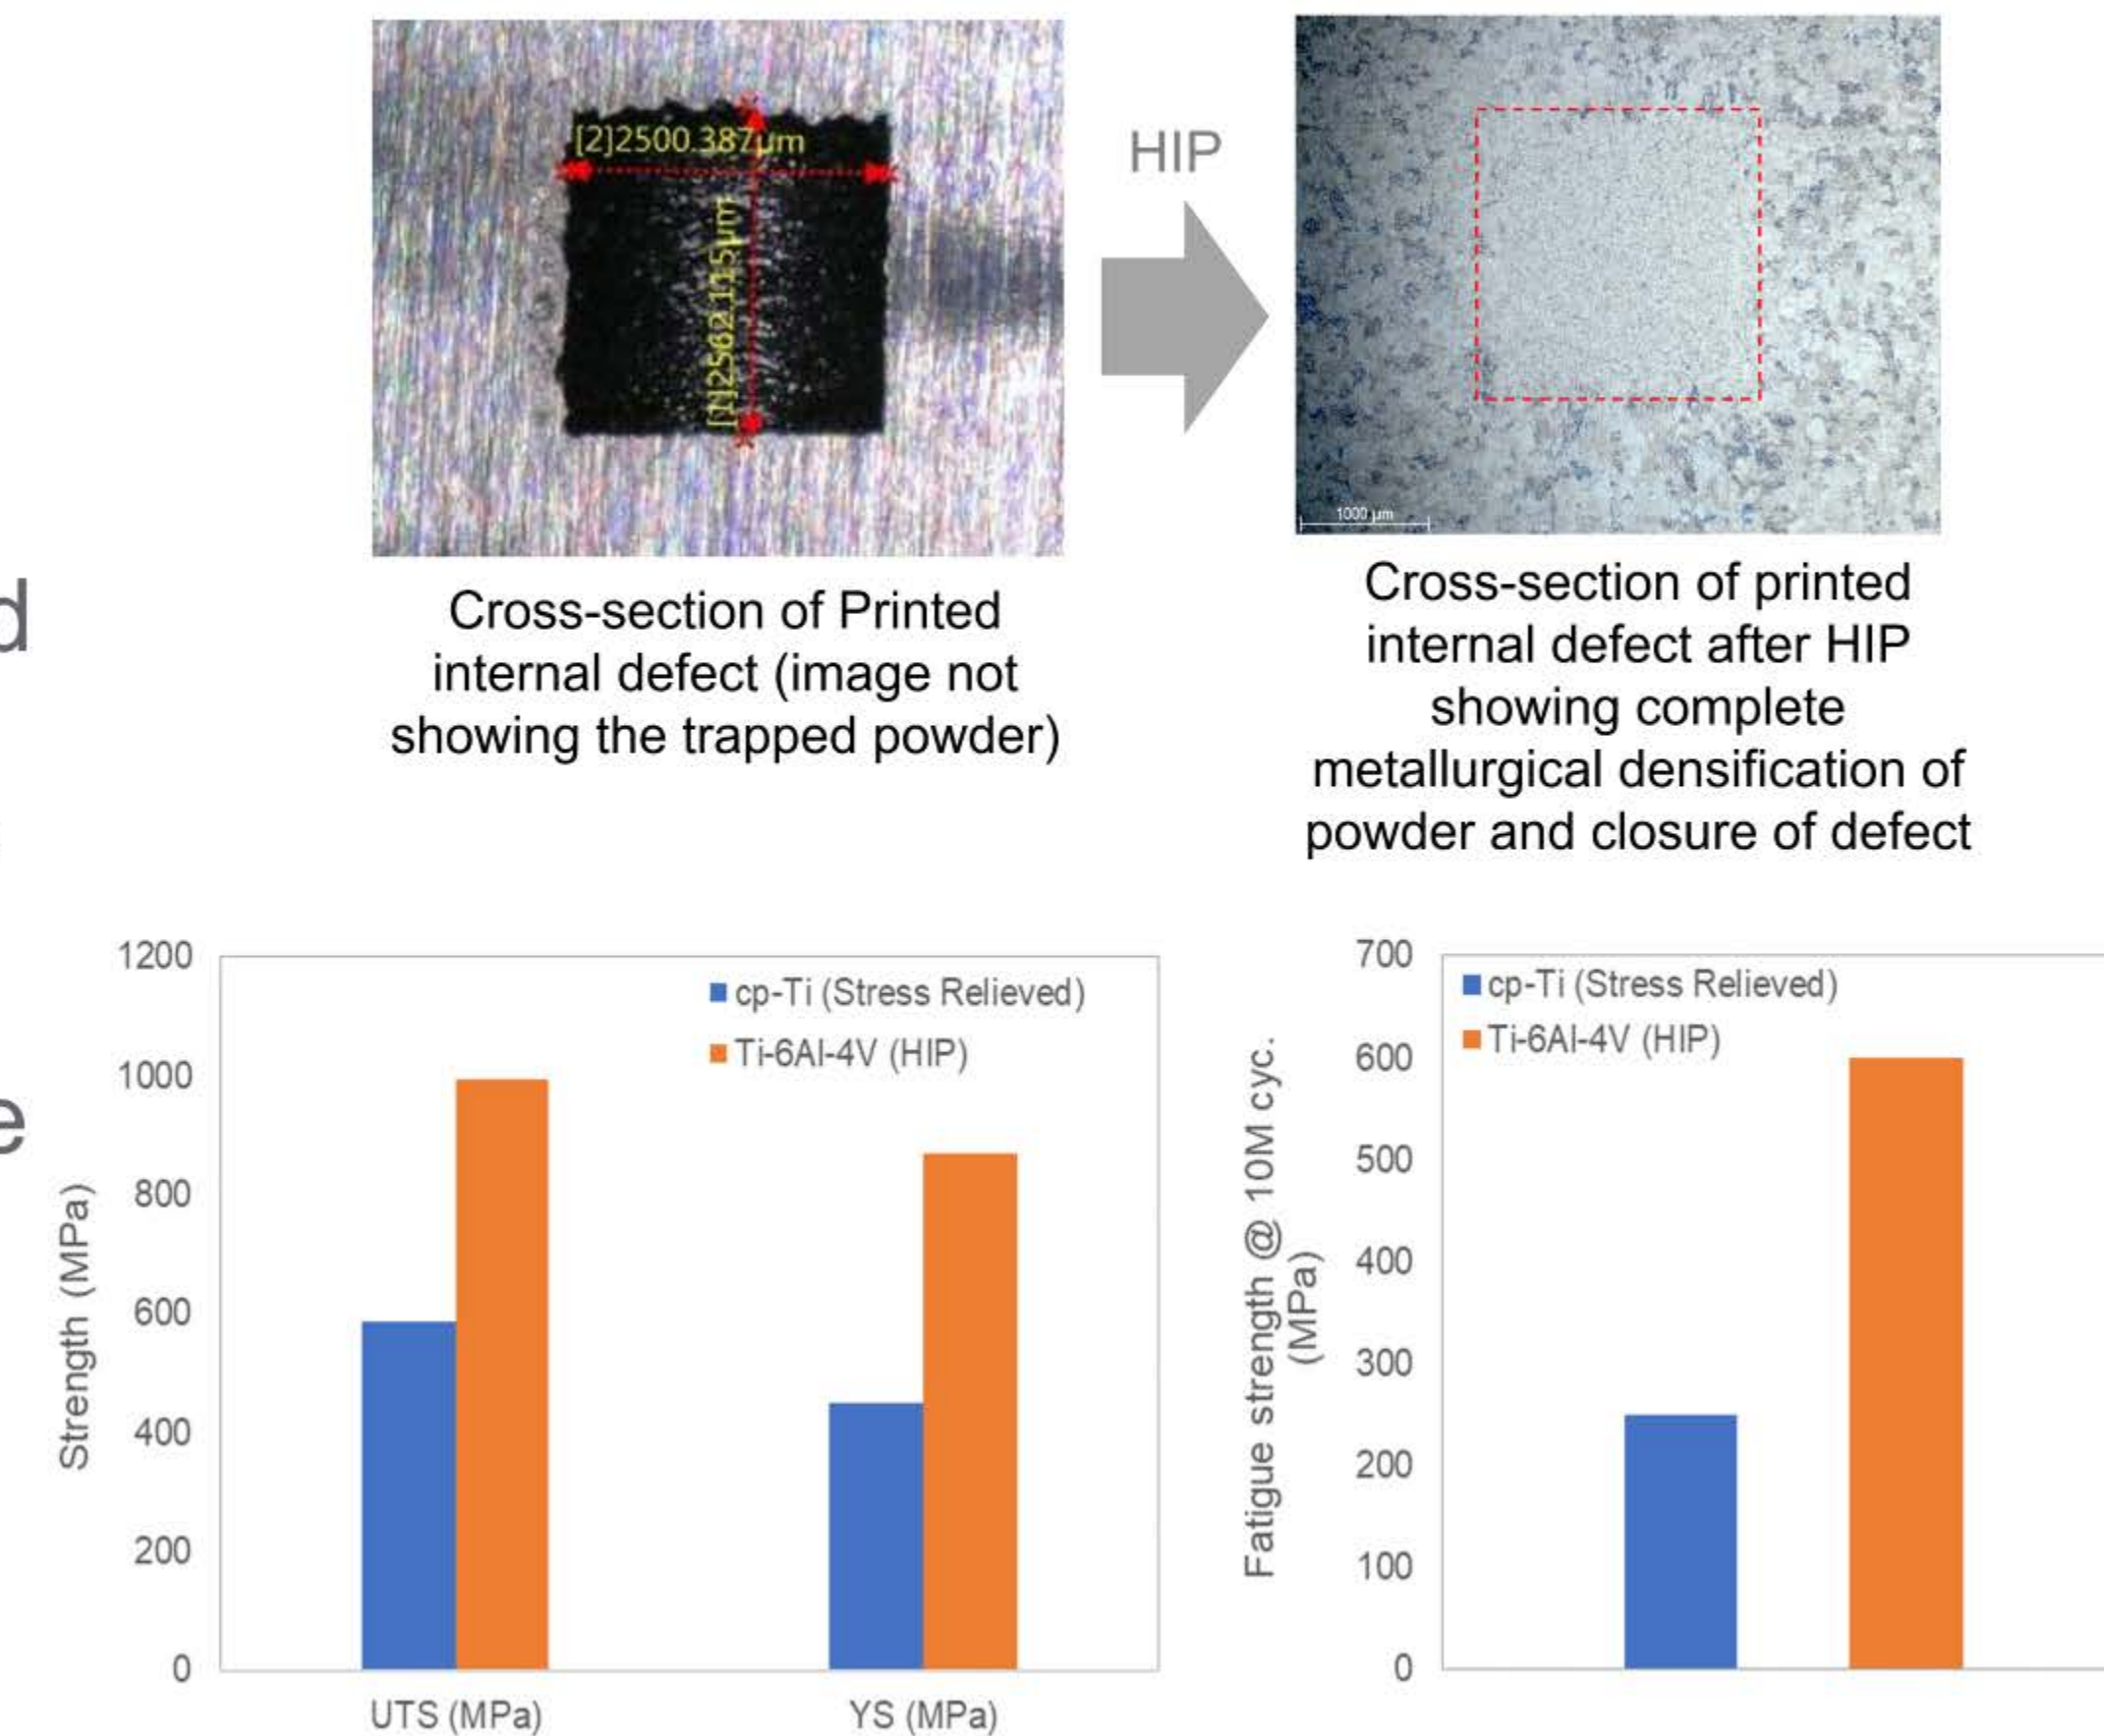 [2]2500.387µm
[1]2562.115µm
HIP
1000 µm
Cross-section of Printed
internal defect (image not
showing the trapped powder)
Cross-section of printed
internal defect after HIP
showing complete
metallurgical densification of
powder and closure of defect
d
e
1200
1000
800
600
400
200
0
Strength (MPa)
cp-Ti (Stress Relieved)
Ti-6Al-4V (HIP)
UTS (MPa)
YS (MPa)
700
600
500
400
300
200
100
0
Fatigue strength @ 10M cyc.
(MPa)
cp-Ti (Stress Relieved)
Ti-6Al-4V (HIP)